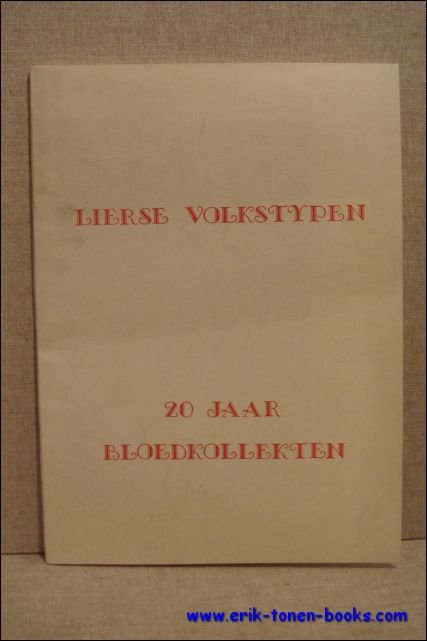 LIERSE VOLKSTYPEN
20 JAAR
BLOEDKOLLEKTEN
www.erik-tonen-books.com